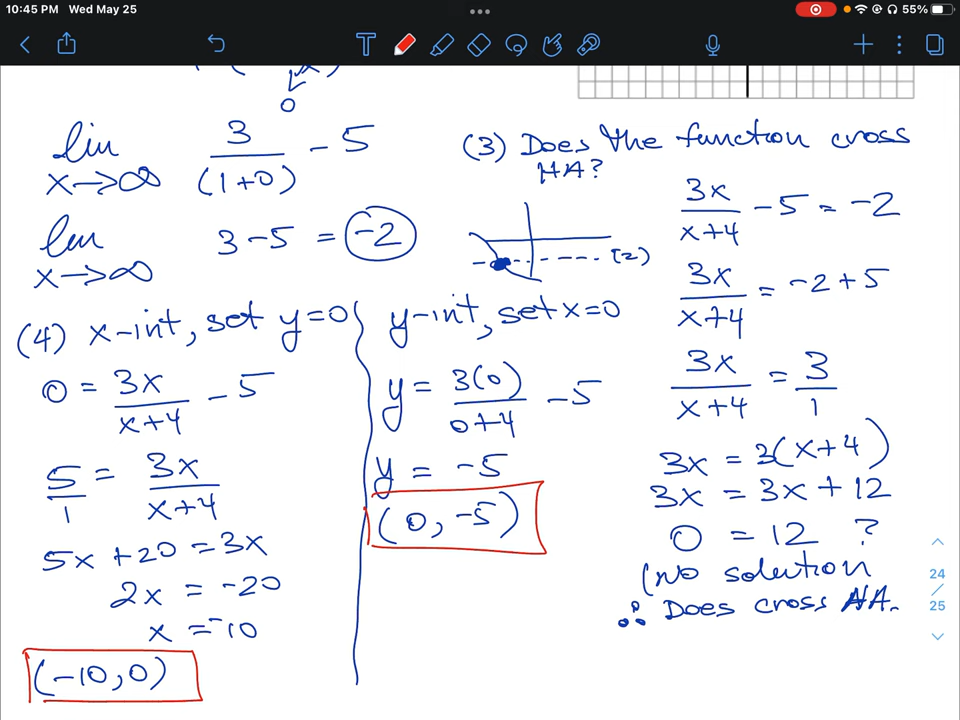 10:45 PM Wed May 25
55%
0
lim x→∞ 3/(1+0) - 5
lim x→∞ 3-5 = -2
(3) Does the function cross
HA?
(2)
3x/(x+4) - 5 = -2
3x/(x+4) = -2 + 5
3x/(x+4) = 3/1
3x = 3(x+4)
3x = 3x + 12
0 = 12 ?
(no solution
∴ Does cross HA.
(4) x-int, set y=0
0 = 3x/(x+4) - 5
5/1 = 3x/(x+4)
5x + 20 = 3x
2x = -20
x = -10
(-10, 0)
y-int, set x=0
y = 3(0)/(0+4) - 5
y = -5
(0, -5)
24
/
25